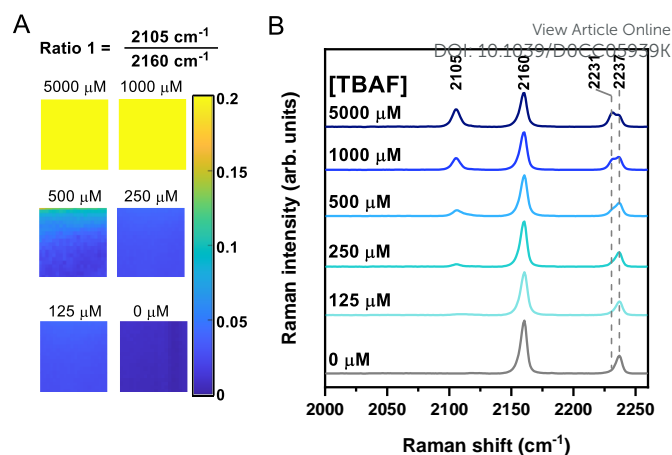 A
Ratio 1 = 2105 cm⁻¹
2160 cm⁻¹
5000 μM 1000 μM
500 μM 250 μM
125 μM 0 μM
0.2
0.15
0.1
0.05
0
B
View Article Online
DOI: 10.1039/D0CC05939K
2105
2160
2231
2237
[TBAF]
5000 μM
1000 μM
500 μM
250 μM
125 μM
0 μM
Raman intensity (arb. units)
2000 2050 2100 2150 2200 2250
Raman shift (cm⁻¹)